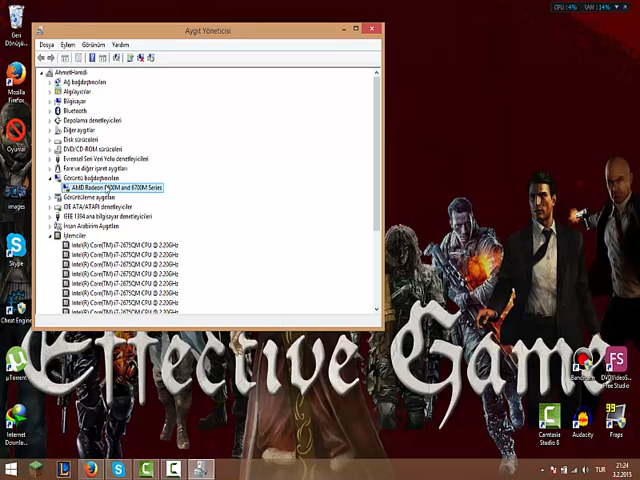 CPU : 4% RAM : 14%
Geri
Dönüşü...
Mozilla
Firefox
Oyunlar
images
Skype
Cheat Engine
µTorrent
Internet
Downlo...
Aygıt Yöneticisi
Dosya Eylem Görünüm Yardım
AhmetHamdi
Ağ bağdaştırıcıları
Algılayıcılar
Bilgisayar
Bluetooth
Depolama denetleyicileri
Diğer aygıtlar
Disk sürücüleri
DVD/CD-ROM sürücüleri
Evrensel Seri Veri Yolu denetleyicileri
Fare ve diğer işaret aygıtları
Görüntü bağdaştırıcıları
AMD Radeon 6600M and 6700M Series
Görüntüleme aygıtları
IDE ATA/ATAPI denetleyiciler
IEEE 1394 ana bilgisayar denetleyicileri
İnsan Arabirim Aygıtları
İşlemciler
Intel(R) Core(TM) i7-2675QM CPU @ 2.20GHz
Intel(R) Core(TM) i7-2675QM CPU @ 2.20GHz
Intel(R) Core(TM) i7-2675QM CPU @ 2.20GHz
Intel(R) Core(TM) i7-2675QM CPU @ 2.20GHz
Intel(R) Core(TM) i7-2675QM CPU @ 2.20GHz
Intel(R) Core(TM) i7-2675QM CPU @ 2.20GHz
Intel(R) Core(TM) i7-2675QM CPU @ 2.20GHz
Effective Game
FS
DVDVideoS...
Free Stud...
Camtasia
Studio 8
Audacity
99
Fraps
TUR
21:24
3.2.2015